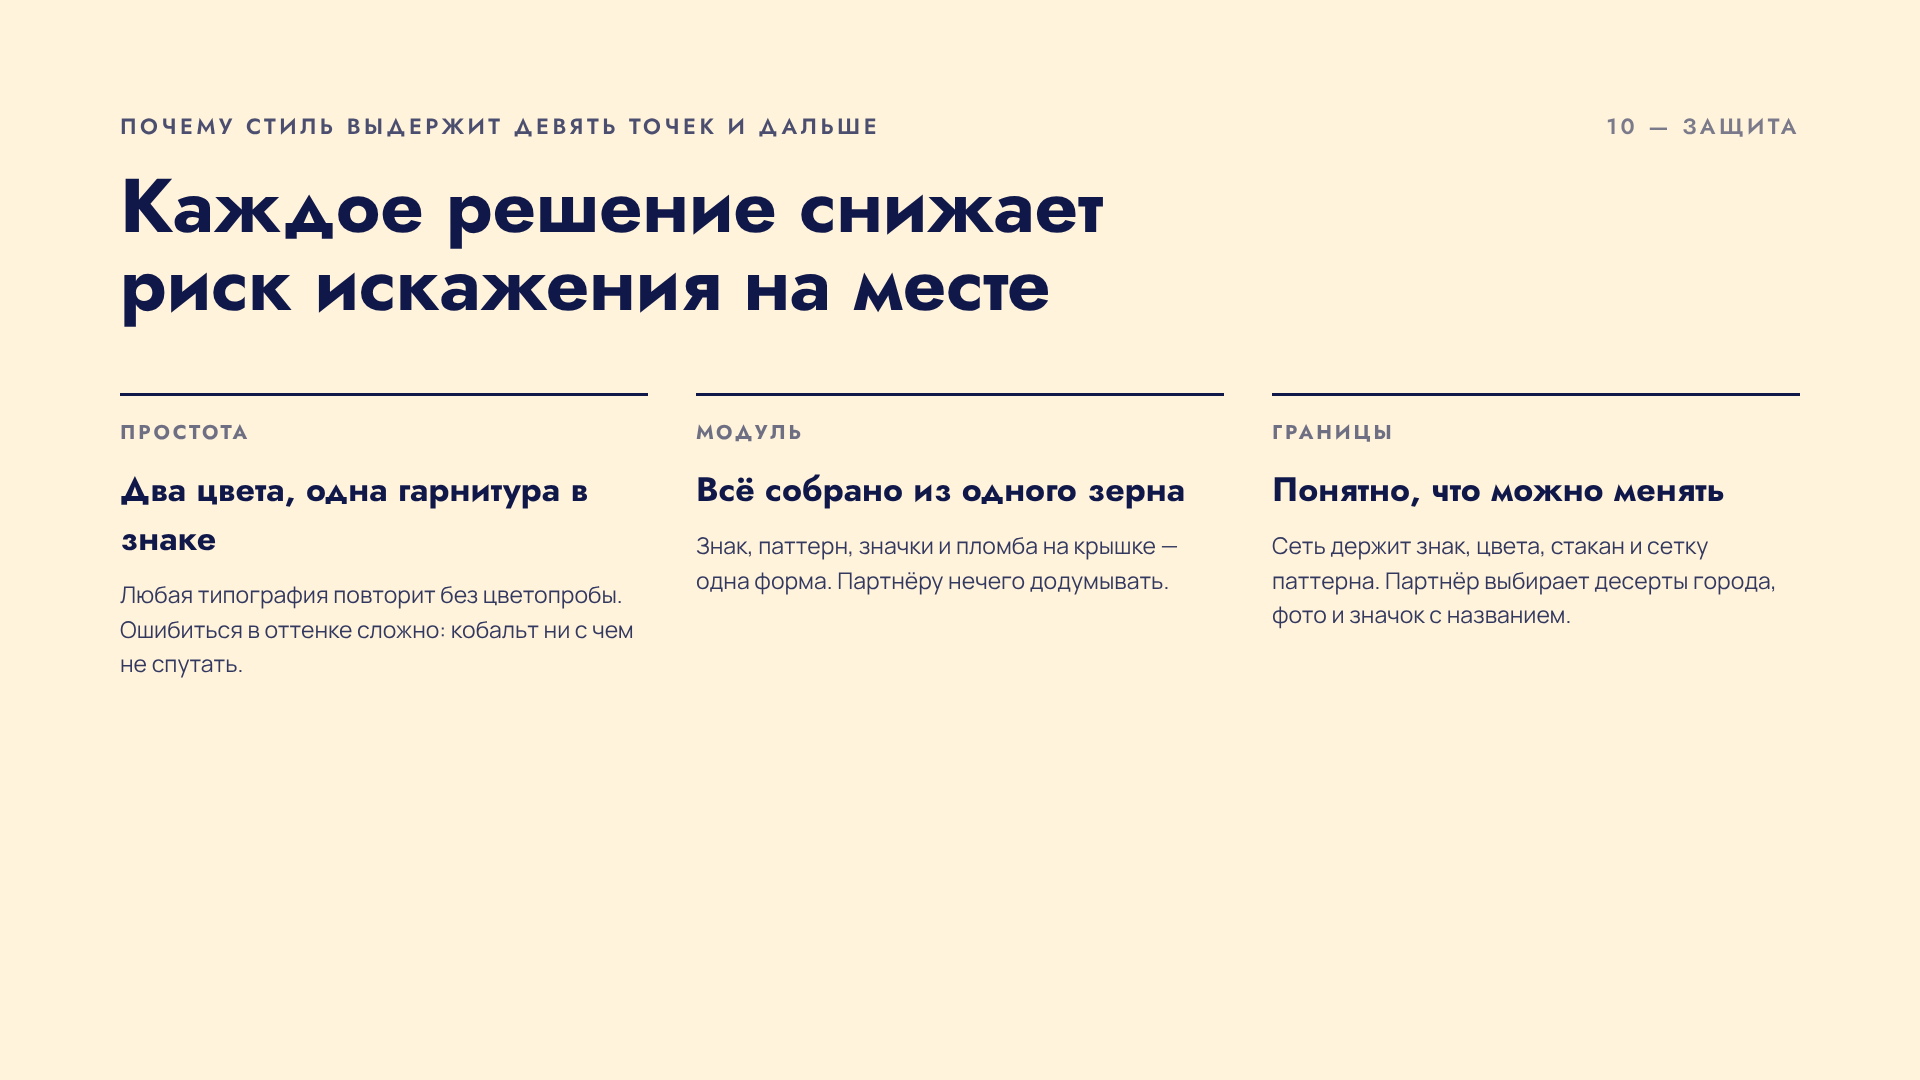 ПОЧЕМУ СТИЛЬ ВЫДЕРЖИТ ДЕВЯТЬ ТОЧЕК И ДАЛЬШЕ
10 — ЗАЩИТА
Каждое решение снижает
риск искажения на месте
ПРОСТОТА
Два цвета, одна гарнитура в
знаке
Любая типография повторит без цветопробы.
Ошибиться в оттенке сложно: кобальт ни с чем
не спутать.
МОДУЛЬ
Всё собрано из одного зерна
Знак, паттерн, значки и пломба на крышке —
одна форма. Партнёру нечего додумывать.
ГРАНИЦЫ
Понятно, что можно менять
Сеть держит знак, цвета, стакан и сетку
паттерна. Партнёр выбирает десерты города,
фото и значок с названием.